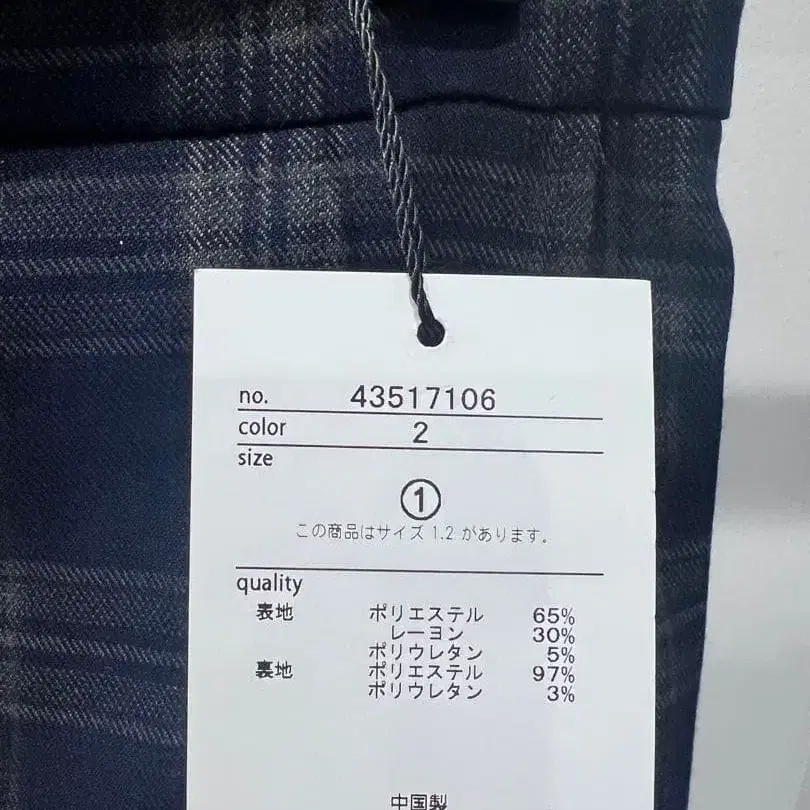 no. 43517106
color 2
size
①
この商品はサイズ 1.2 があります。
quality
表地 ポリエステル 65%
レーヨン 30%
ポリウレタン 5%
裏地 ポリエステル 97%
ポリウレタン 3%
中国製